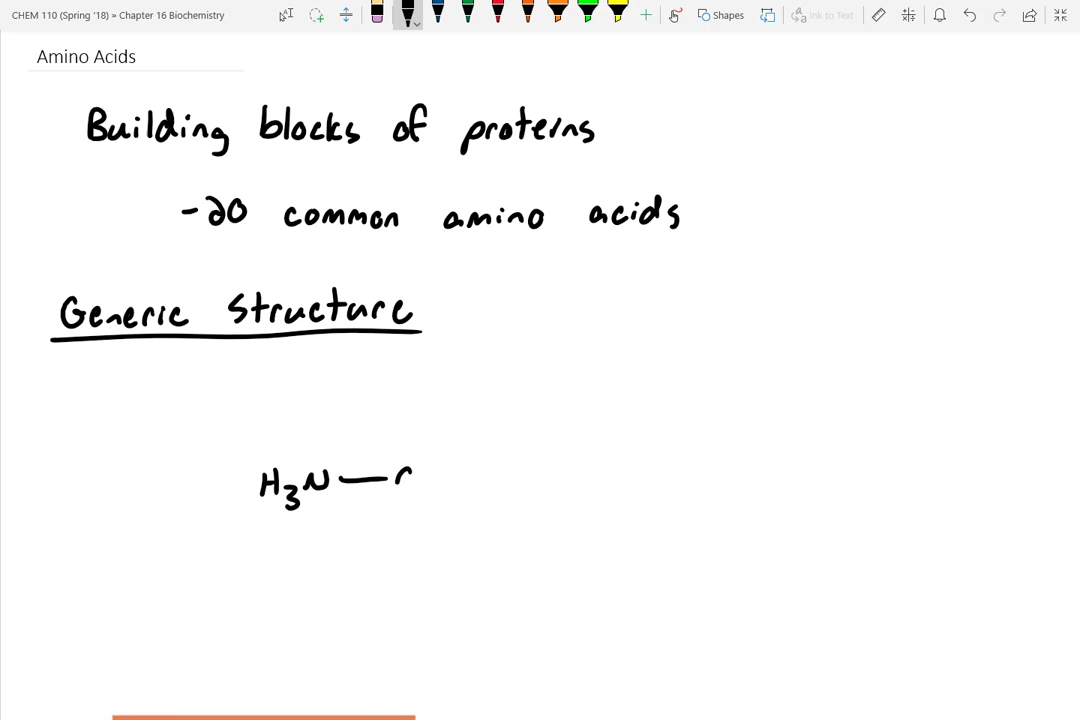 CHEM 110 (Spring '18) » Chapter 16 Biochemistry
Shapes
Ink to Text
Amino Acids
Building blocks of proteins
-20 common amino acids
Generic Structure
H3N—